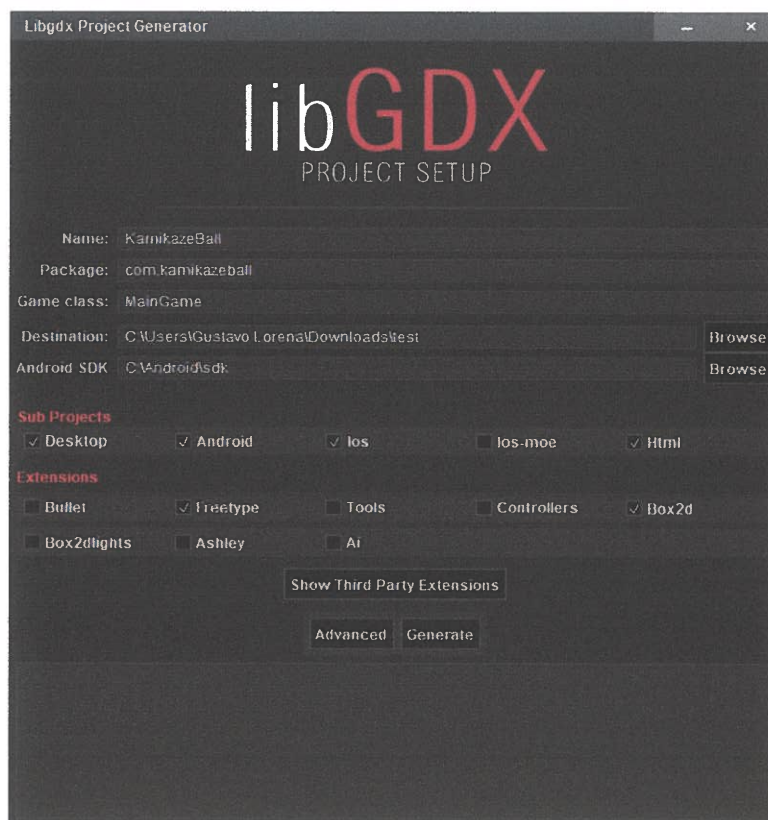 Libgdx Project Generator
libGDX
PROJECT SETUP
Name: KamikazeBall
Package: com.kamikazeball
Game class: MainGame
Destination: C:\Users\Gustavo Lorena\Downloads\test Browse
Android SDK C:\Android\sdk Browse
Sub Projects
Desktop Android Ios Ios-moe Html
Extensions
Bullet Freetype Tools Controllers Box2d
Box2dlights Ashley Ai
Show Third Party Extensions
Advanced Generate